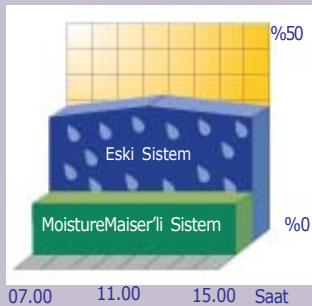 %50
Eski Sistem
MoistureMaiser'li Sistem
%0
07.00 11.00 15.00 Saat